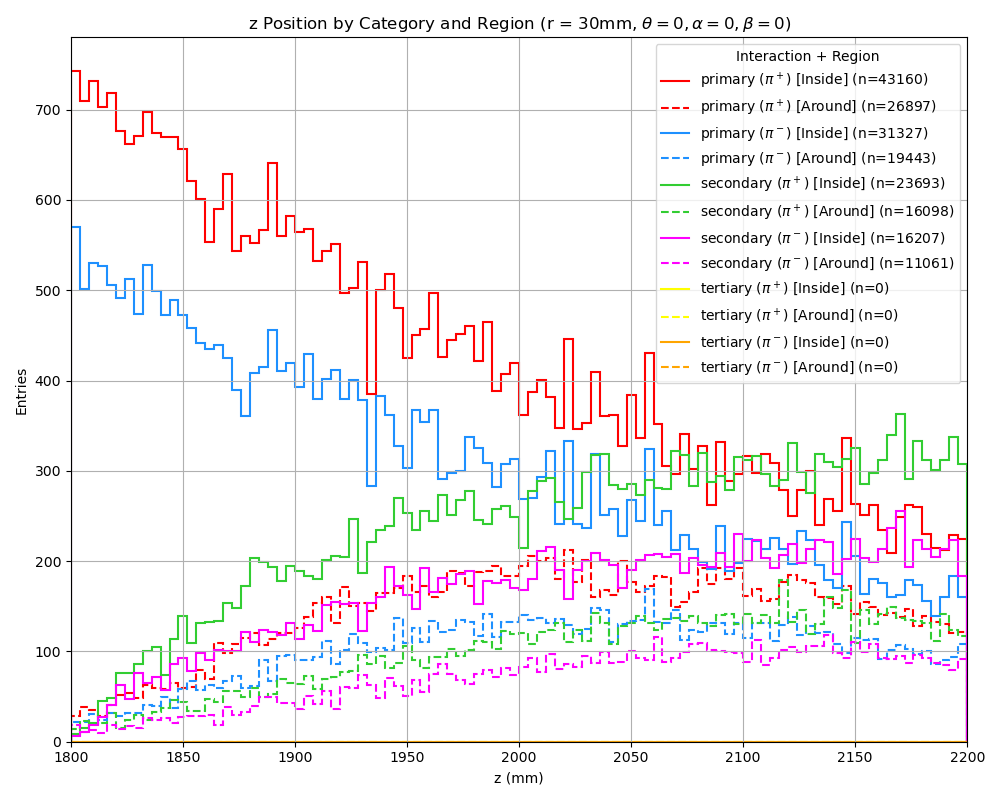 z Position by Category and Region (r = 30mm, θ = 0, α = 0, β = 0)
Interaction + Region
primary (π⁺) [Inside] (n=43160)
primary (π⁺) [Around] (n=26897)
primary (π⁻) [Inside] (n=31327)
primary (π⁻) [Around] (n=19443)
secondary (π⁺) [Inside] (n=23693)
secondary (π⁺) [Around] (n=16098)
secondary (π⁻) [Inside] (n=16207)
secondary (π⁻) [Around] (n=11061)
tertiary (π⁺) [Inside] (n=0)
tertiary (π⁺) [Around] (n=0)
tertiary (π⁻) [Inside] (n=0)
tertiary (π⁻) [Around] (n=0)
Entries
700
600
500
400
300
200
100
0
1800 1850 1900 1950 2000 2050 2100 2150 2200
z (mm)